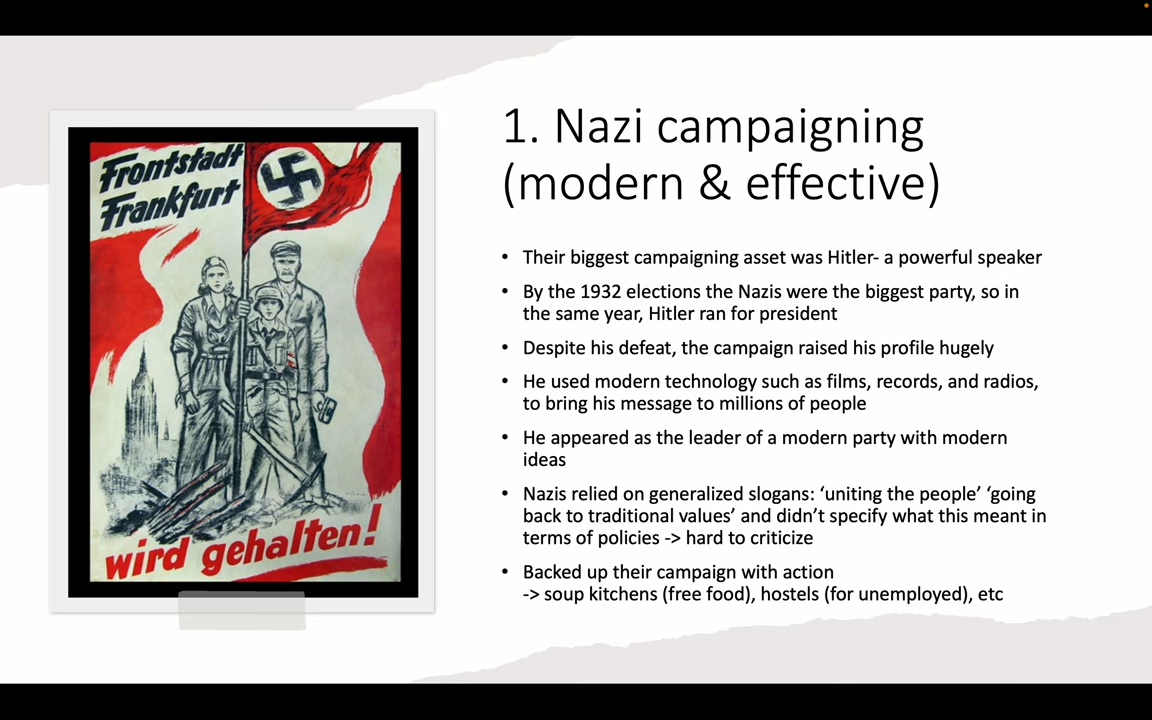 Frontstadt
Frankfurt
wird gehalten!
1. Nazi campaigning
(modern & effective)
• Their biggest campaigning asset was Hitler- a powerful speaker
• By the 1932 elections the Nazis were the biggest party, so in
the same year, Hitler ran for president
• Despite his defeat, the campaign raised his profile hugely
• He used modern technology such as films, records, and radios,
to bring his message to millions of people
• He appeared as the leader of a modern party with modern
ideas
• Nazis relied on generalized slogans: ‘uniting the people’ ‘going
back to traditional values’ and didn’t specify what this meant in
terms of policies -> hard to criticize
• Backed up their campaign with action
-> soup kitchens (free food), hostels (for unemployed), etc